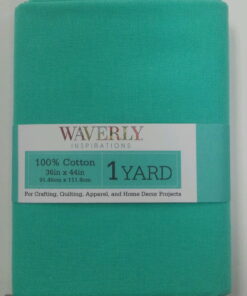 WAVERLY
INSPIRATIONS
100% Cotton
36in x 44in
91.46cm x 111.8cm
1 YARD
For Crafting, Quilting, Apparel, and Home Decor Projects